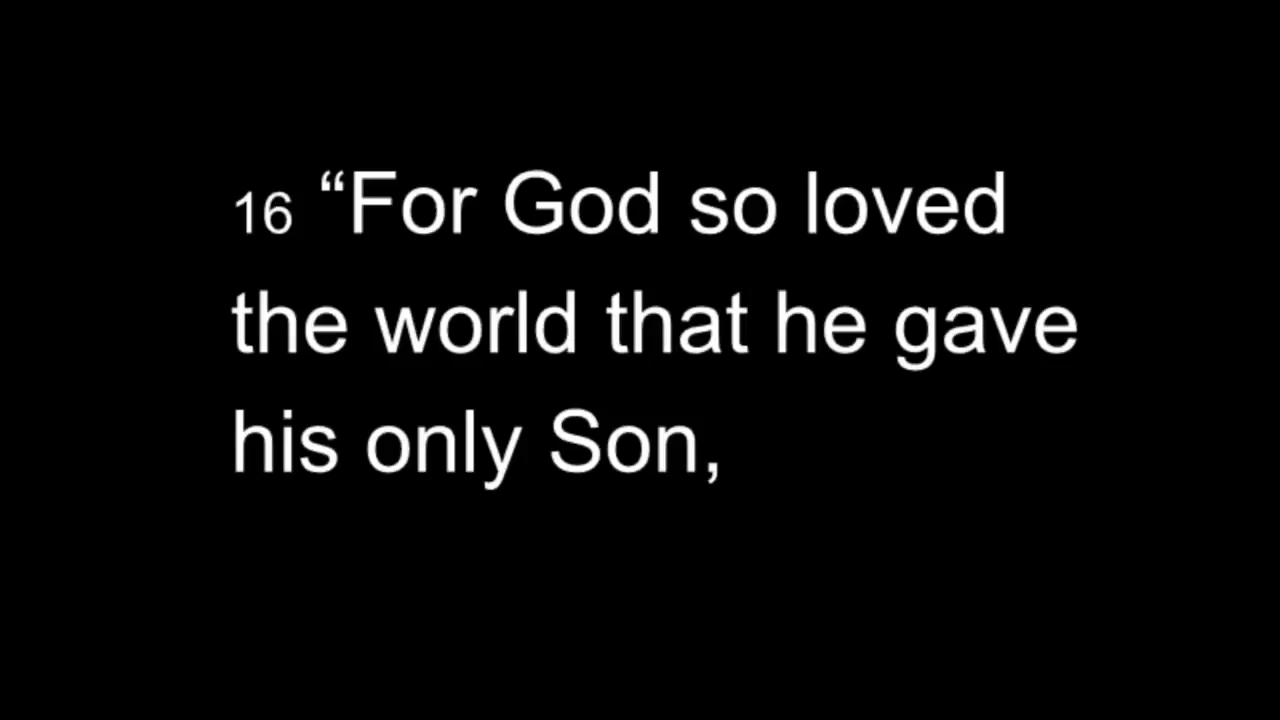 16 “For God so loved
the world that he gave
his only Son,